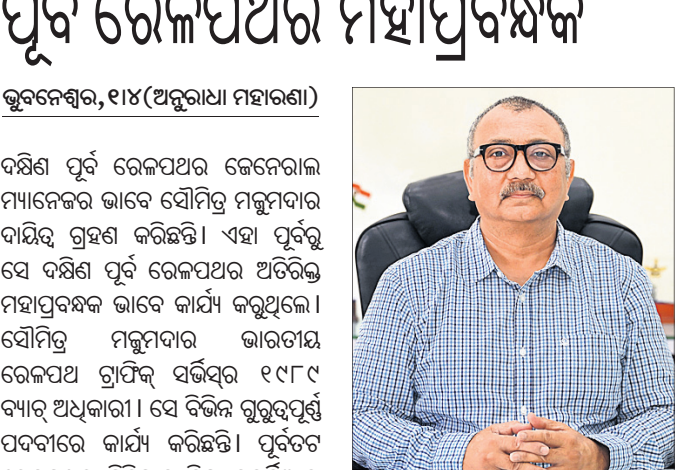 ପୂର୍ବ ରେଳପଥର ମହାପ୍ରବନ୍ଧକ
ଭୁବନେଶ୍ୱର,୧।୪(ଅନୁରାଧା ମହାରଣା)
ଦକ୍ଷିଣ ପୂର୍ବ ରେଳପଥର ଜେନେରାଲ
ମ୍ୟାନେଜର ଭାବେ ସୌମିତ୍ର ମଜୁମଦାର
ଦାୟିତ୍ୱ ଗ୍ରହଣ କରିଛନ୍ତି। ଏହା ପୂର୍ବରୁ
ସେ ଦକ୍ଷିଣ ପୂର୍ବ ରେଳପଥର ଅତିରିକ୍ତ
ମହାପ୍ରବନ୍ଧକ ଭାବେ କାର୍ଯ୍ୟ କରୁଥିଲେ।
ସୌମିତ୍ର ମଜୁମଦାର ଭାରତୀୟ
ରେଳପଥ ଟ୍ରାଫିକ୍ ସର୍ଭିସ୍‌ର ୧୯୮୯
ବ୍ୟାଚ୍ ଅଧିକାରୀ। ସେ ବିଭିନ୍ନ ଗୁରୁତ୍ୱପୂର୍ଣ୍ଣ
ପଦବୀରେ କାର୍ଯ୍ୟ କରିଛନ୍ତି। ପୂର୍ବତଟ